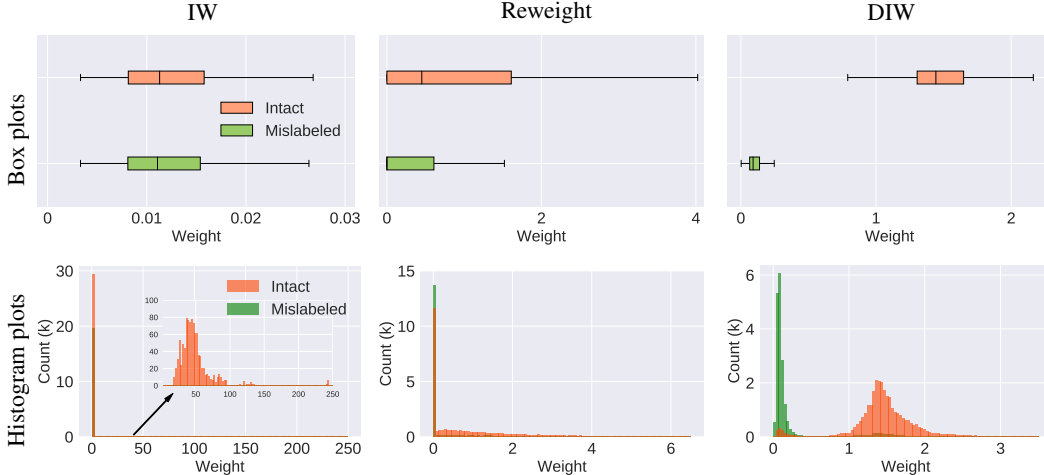 IW Reweight DIW
Box plots
Intact
Mislabeled
0 0.01 0.02 0.03
Weight
0 2 4
Weight
0 1 2
Weight
Histogram plots
Count (k)
30
20
10
0
Intact
Mislabeled
100
80
60
40
20
0
50 100 150 200 250
0 50 100 150 200 250
Weight
Count (k)
15
10
5
0
0 2 4 6
Weight
Count (k)
6
4
2
0
0 1 2 3
Weight